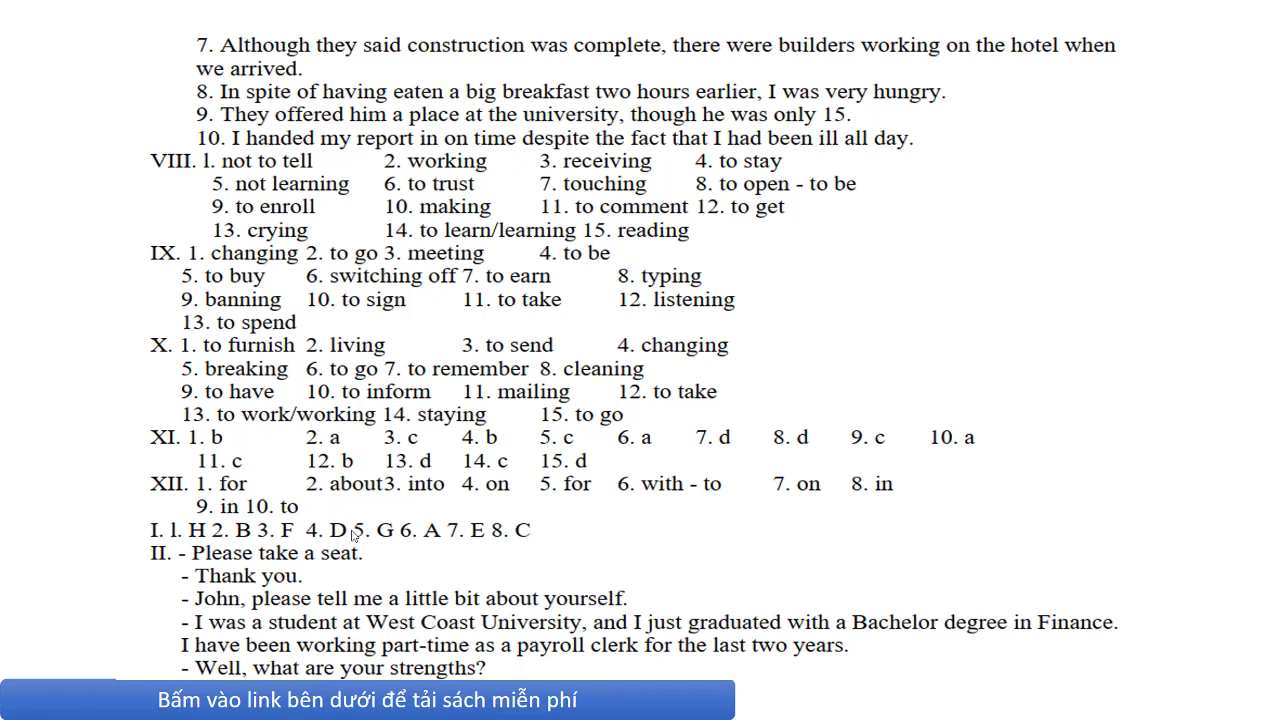 7. Although they said construction was complete, there were builders working on the hotel when
we arrived.
8. In spite of having eaten a big breakfast two hours earlier, I was very hungry.
9. They offered him a place at the university, though he was only 15.
10. I handed my report in on time despite the fact that I had been ill all day.
VIII. l. not to tell 2. working 3. receiving 4. to stay
5. not learning 6. to trust 7. touching 8. to open - to be
9. to enroll 10. making 11. to comment 12. to get
13. crying 14. to learn/learning 15. reading
IX. 1. changing 2. to go 3. meeting 4. to be
5. to buy 6. switching off 7. to earn 8. typing
9. banning 10. to sign 11. to take 12. listening
13. to spend
X. 1. to furnish 2. living 3. to send 4. changing
5. breaking 6. to go 7. to remember 8. cleaning
9. to have 10. to inform 11. mailing 12. to take
13. to work/working 14. staying 15. to go
XI. 1. b 2. a 3. c 4. b 5. c 6. a 7. d 8. d 9. c 10. a
11. c 12. b 13. d 14. c 15. d
XII. 1. for 2. about 3. into 4. on 5. for 6. with - to 7. on 8. in
9. in 10. to
I. l. H 2. B 3. F 4. D 5. G 6. A 7. E 8. C
II. - Please take a seat.
- Thank you.
- John, please tell me a little bit about yourself.
- I was a student at West Coast University, and I just graduated with a Bachelor degree in Finance.
I have been working part-time as a payroll clerk for the last two years.
- Well, what are your strengths?
Bấm vào link bên dưới để tải sách miễn phí